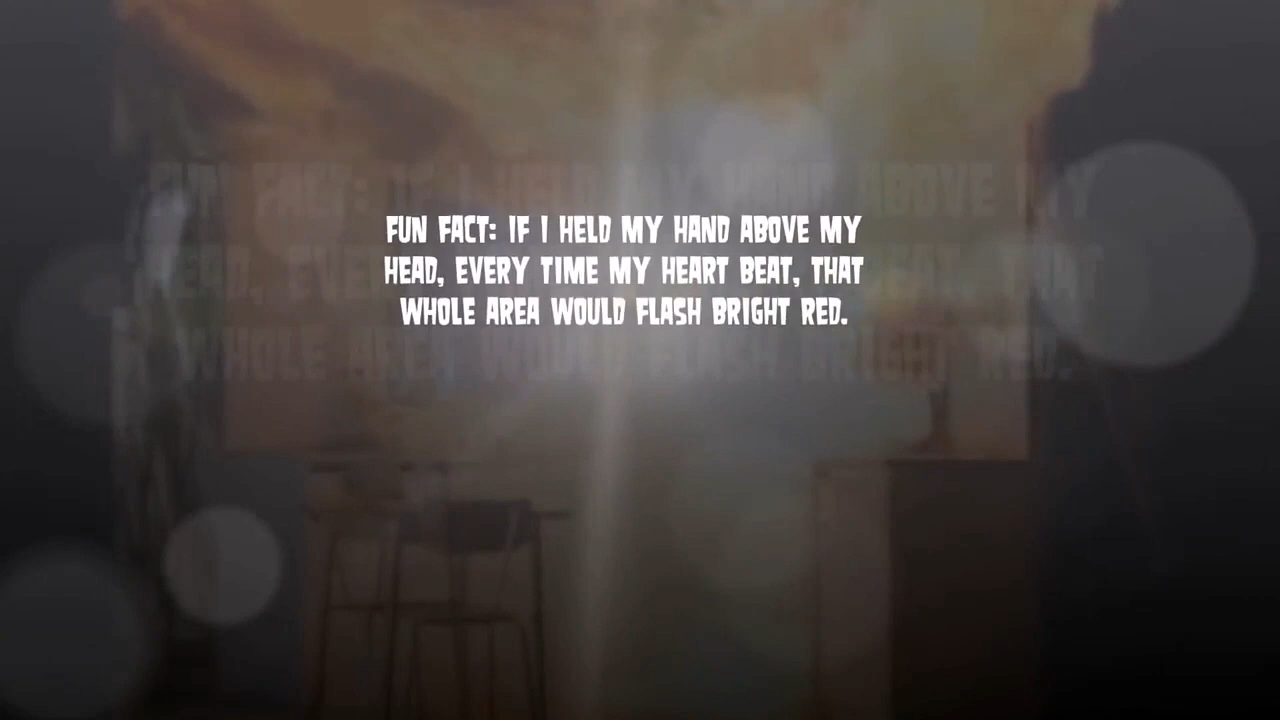 FUN FACT: IF I HELD MY HAND ABOVE MY
HEAD, EVERY TIME MY HEART BEAT, THAT
WHOLE AREA WOULD FLASH BRIGHT RED.